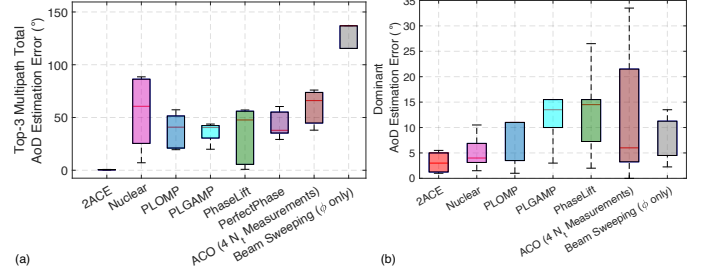 150
100
50
0
Top-3 Multipath Total
AoD Estimation Error (°)
2ACE
Nuclear
PLOMP
PLGAMP
PhaseLift
PerfectPhase
ACO (4 Nt Measurements)
Beam Sweeping (ϕ only)
(a)
35
30
25
20
15
10
5
0
Dominant
AoD Estimation Error (°)
2ACE
Nuclear
PLOMP
PLGAMP
PhaseLift
ACO (4 Nt Measurements)
Beam Sweeping (ϕ only)
(b)